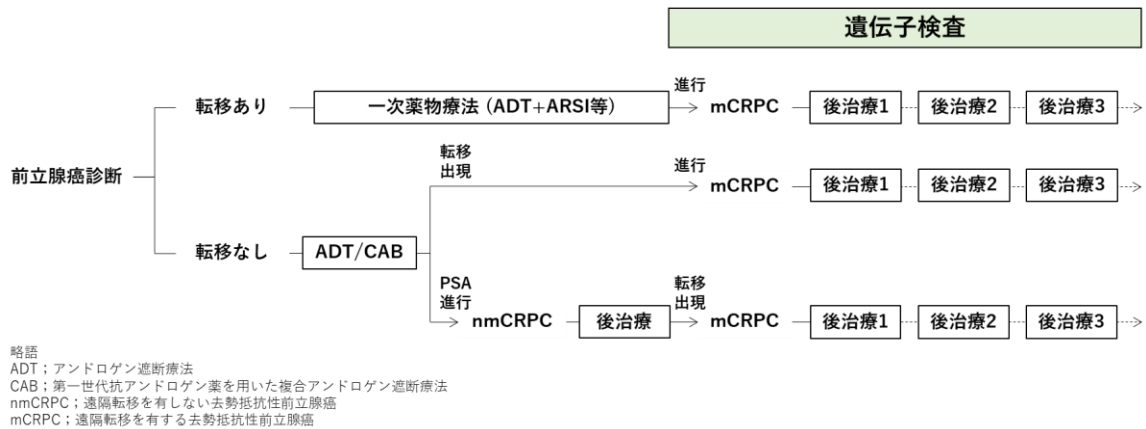 遺伝子検査
進行
転移あり 一次薬物療法（ADT+ARSI等） mCRPC 後治療1 後治療2 後治療3
転移
出現
進行
前立腺癌診断 mCRPC 後治療1 後治療2 後治療3
転移なし ADT/CAB
PSA
進行
転移
出現
nmCRPC 後治療 mCRPC 後治療1 後治療2 後治療3
略語
ADT；アンドロゲン遮断療法
CAB；第一世代抗アンドロゲン薬を用いた複合アンドロゲン遮断療法
nmCRPC；遠隔転移を有しない去勢抵抗性前立腺癌
mCRPC；遠隔転移を有する去勢抵抗性前立腺癌